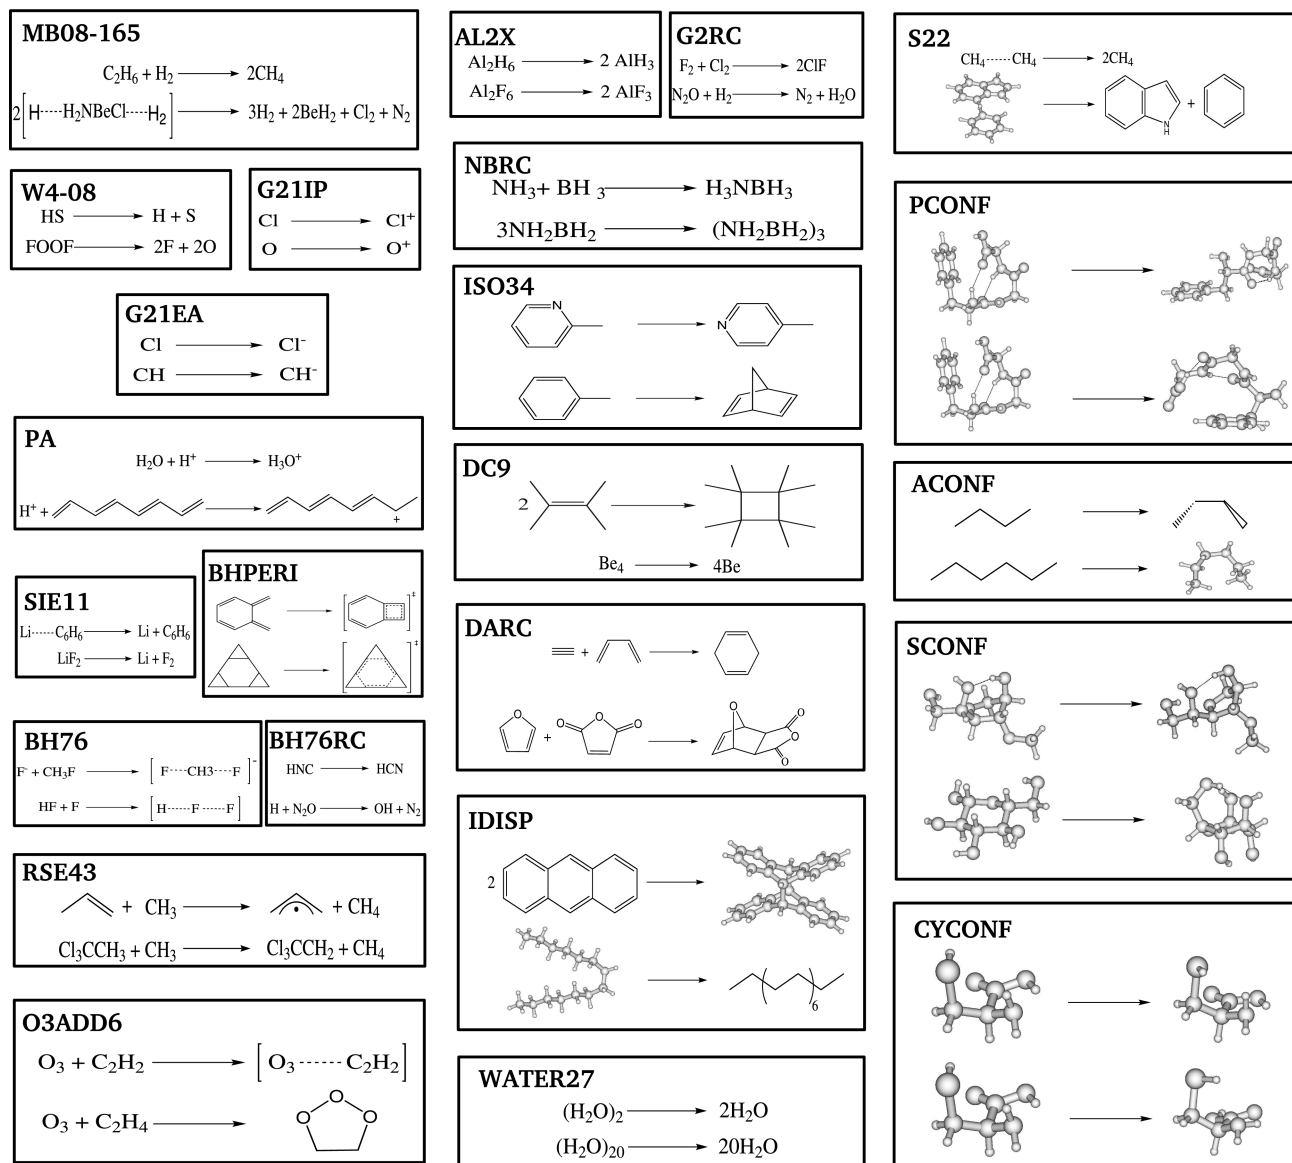 MB08-165
C₂H₆ + H₂ → 2CH₄
2[H----H₂NBeCl----H₂] → 3H₂ + 2BeH₂ + Cl₂ + N₂
W4-08
HS → H + S
FOOF → 2F + 2O
G21IP
Cl → Cl⁺
O → O⁺
G21EA
Cl → Cl⁻
CH → CH⁻
PA
H₂O + H⁺ → H₃O⁺
H⁺ + → +
SIE11
Li-----C₆H₆ → Li + C₆H₆
LiF₂ → Li + F₂
BHPERI
→ [ ]‡
→ [ ]‡
BH76
F⁻ + CH₃F → [F----CH3---F]⁻
HF + F → [H-----F----F]
BH76RC
HNC → HCN
H + N₂O → OH + N₂
RSE43
+ CH₃ → + CH₄
Cl₃CCH₃ + CH₃ → Cl₃CCH₂ + CH₄
O3ADD6
O₃ + C₂H₂ → [O₃-----C₂H₂]
O₃ + C₂H₄ → O O O
AL2X
Al₂H₆ → 2 AlH₃
Al₂F₆ → 2 AlF₃
G2RC
F₂ + Cl₂ → 2ClF
N₂O + H₂ → N₂ + H₂O
NBRC
NH₃+ BH ₃ → H₃NBH₃
3NH₂BH₂ → (NH₂BH₂)₃
ISO34
N → N
DC9
2 →
Be₄ → 4Be
DARC
+ →
O + O O O → O O O O
IDISP
2 →
→ 6
WATER27
(H₂O)₂ → 2H₂O
(H₂O)₂₀ → 20H₂O
S22
CH₄-----CH₄ → 2CH₄
→ N H +
PCONF
ACONF
SCONF
CYCONF